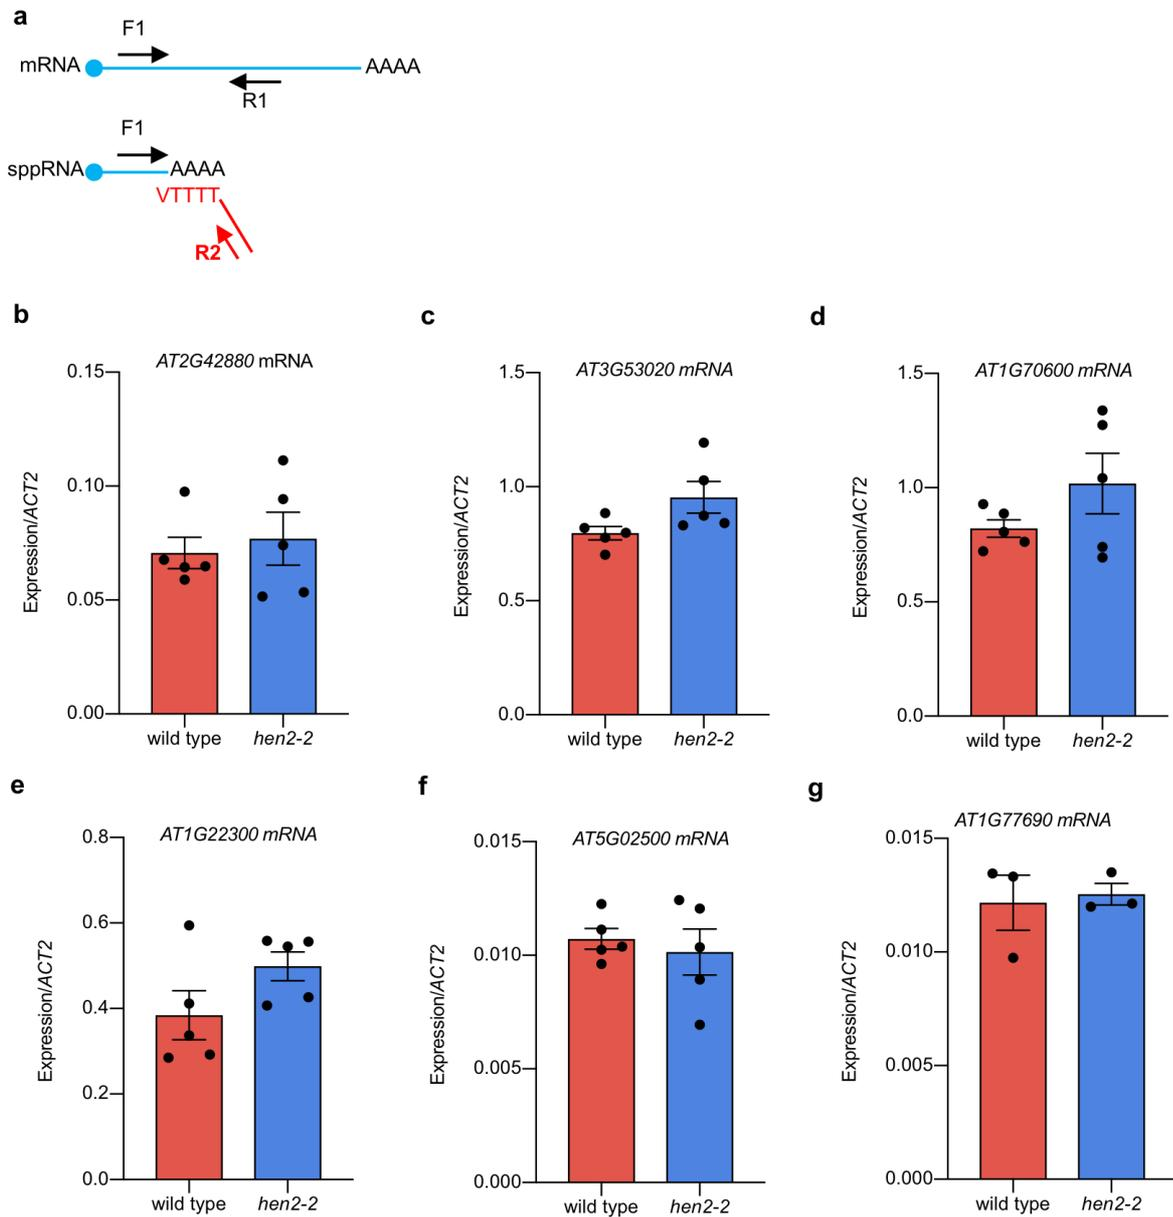 a
F1
mRNA AAAA
R1
F1
sppRNA AAAA
VTTTT
R2
b
AT2G42880 mRNA
0.15
0.10
0.05
0.00
Expression/ACT2
wild type hen2-2
c
AT3G53020 mRNA
1.5
1.0
0.5
0.0
Expression/ACT2
wild type hen2-2
d
AT1G70600 mRNA
1.5
1.0
0.5
0.0
Expression/ACT2
wild type hen2-2
e
AT1G22300 mRNA
0.8
0.6
0.4
0.2
0.0
Expression/ACT2
wild type hen2-2
f
AT5G02500 mRNA
0.015
0.010
0.005
0.000
Expression/ACT2
wild type hen2-2
g
AT1G77690 mRNA
0.015
0.010
0.005
0.000
Expression/ACT2
wild type hen2-2